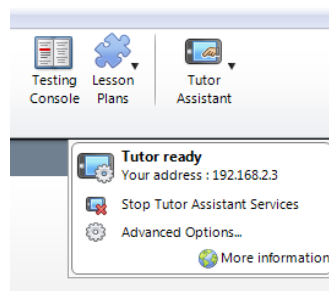 Testing Console
Lesson Plans
Tutor Assistant
Tutor ready
Your address : 192.168.2.3
Stop Tutor Assistant Services
Advanced Options...
More information